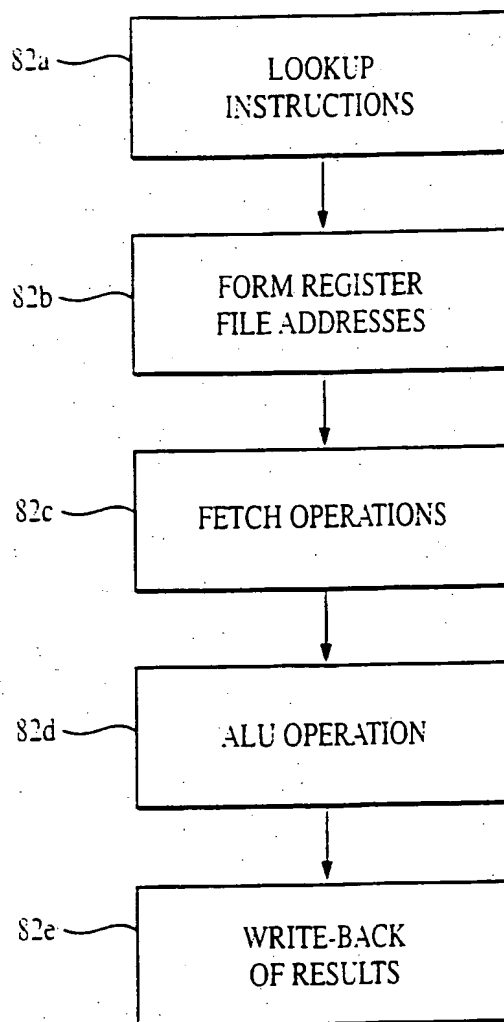 82a
LOOKUP
INSTRUCTIONS
82b
FORM REGISTER
FILE ADDRESSES
82c
FETCH OPERATIONS
82d
ALU OPERATION
82e
WRITE-BACK
OF RESULTS